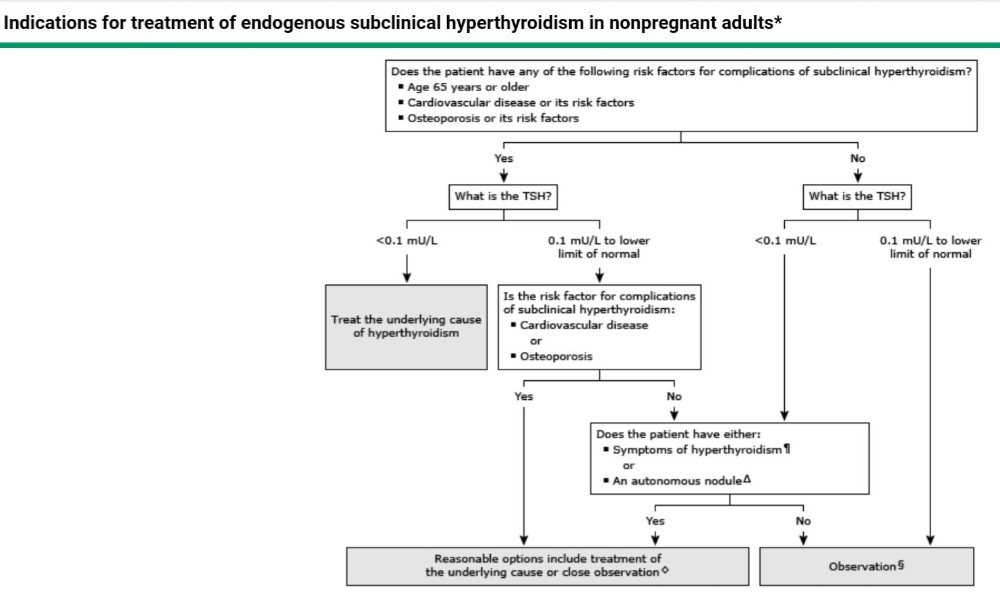 Indications for treatment of endogenous subclinical hyperthyroidism in nonpregnant adults*
Does the patient have any of the following risk factors for complications of subclinical hyperthyroidism?
▪ Age 65 years or older
▪ Cardiovascular disease or its risk factors
▪ Osteoporosis or its risk factors
Yes
No
What is the TSH?
What is the TSH?
<0.1 mU/L
0.1 mU/L to lower
limit of normal
<0.1 mU/L
0.1 mU/L to lower
limit of normal
Treat the underlying cause
of hyperthyroidism
Is the risk factor for complications
of subclinical hyperthyroidism:
▪ Cardiovascular disease
or
▪ Osteoporosis
Yes
No
Does the patient have either:
▪ Symptoms of hyperthyroidism¶
or
▪ An autonomous noduleΔ
Yes
No
Reasonable options include treatment of
the underlying cause or close observation◇
Observation§